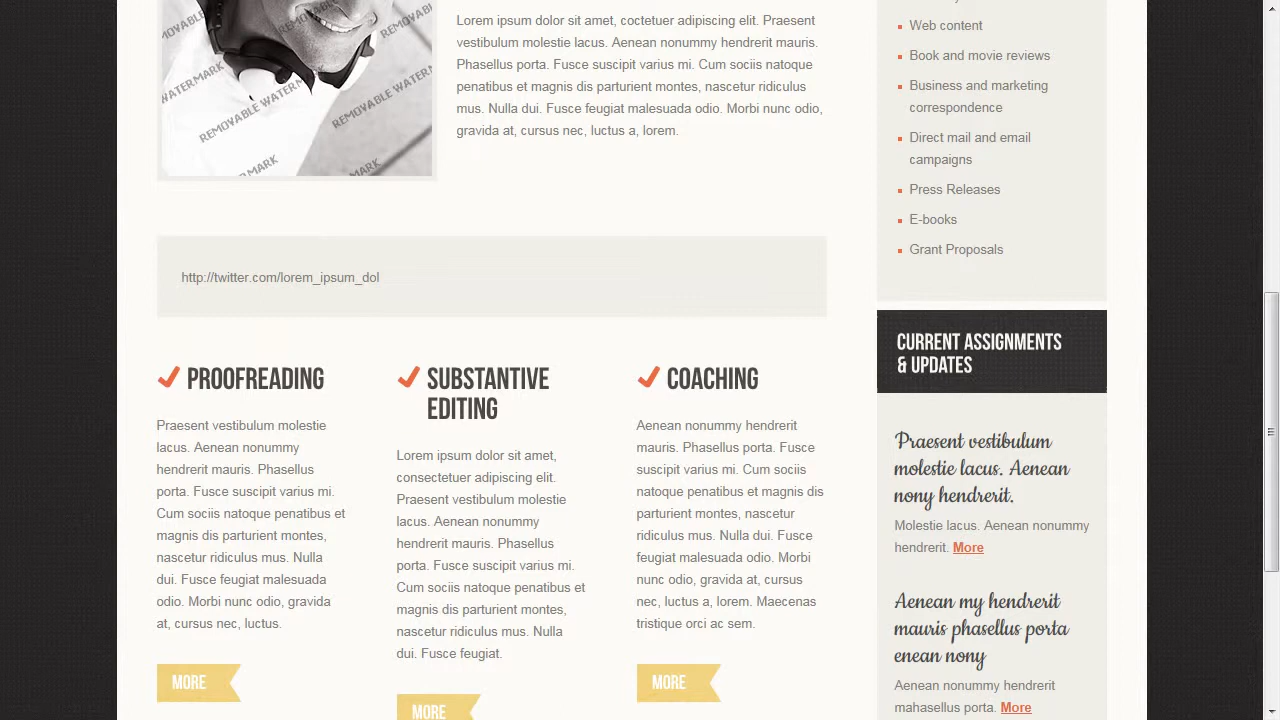 REMOVABLE WATERMARK
REMOVABLE WATERMARK
Lorem ipsum dolor sit amet, coctetuer adipiscing elit. Praesent
vestibulum molestie lacus. Aenean nonummy hendrerit mauris.
Phasellus porta. Fusce suscipit varius mi. Cum sociis natoque
penatibus et magnis dis parturient montes, nascetur ridiculus
mus. Nulla dui. Fusce feugiat malesuada odio. Morbi nunc odio,
gravida at, cursus nec, luctus a, lorem.
http://twitter.com/lorem_ipsum_dol
PROOFREADING
Praesent vestibulum molestie
lacus. Aenean nonummy
hendrerit mauris. Phasellus
porta. Fusce suscipit varius mi.
Cum sociis natoque penatibus et
magnis dis parturient montes,
nascetur ridiculus mus. Nulla
dui. Fusce feugiat malesuada
odio. Morbi nunc odio, gravida
at, cursus nec, luctus.
MORE
SUBSTANTIVE
EDITING
Lorem ipsum dolor sit amet,
consectetuer adipiscing elit.
Praesent vestibulum molestie
lacus. Aenean nonummy
hendrerit mauris. Phasellus
porta. Fusce suscipit varius mi.
Cum sociis natoque penatibus et
magnis dis parturient montes,
nascetur ridiculus mus. Nulla
dui. Fusce feugiat.
MORE
COACHING
Aenean nonummy hendrerit
mauris. Phasellus porta. Fusce
suscipit varius mi. Cum sociis
natoque penatibus et magnis dis
parturient montes, nascetur
ridiculus mus. Nulla dui. Fusce
feugiat malesuada odio. Morbi
nunc odio, gravida at, cursus
nec, luctus a, lorem. Maecenas
tristique orci ac sem.
MORE
Web content
Book and movie reviews
Business and marketing
correspondence
Direct mail and email
campaigns
Press Releases
E-books
Grant Proposals
CURRENT ASSIGNMENTS
& UPDATES
Praesent vestibulum
molestie lacus. Aenean
nony hendrerit.
Molestie lacus. Aenean nonummy
hendrerit. More
Aenean my hendrerit
mauris phasellus porta
enean nony
Aenean nonummy hendrerit
mahasellus porta. More